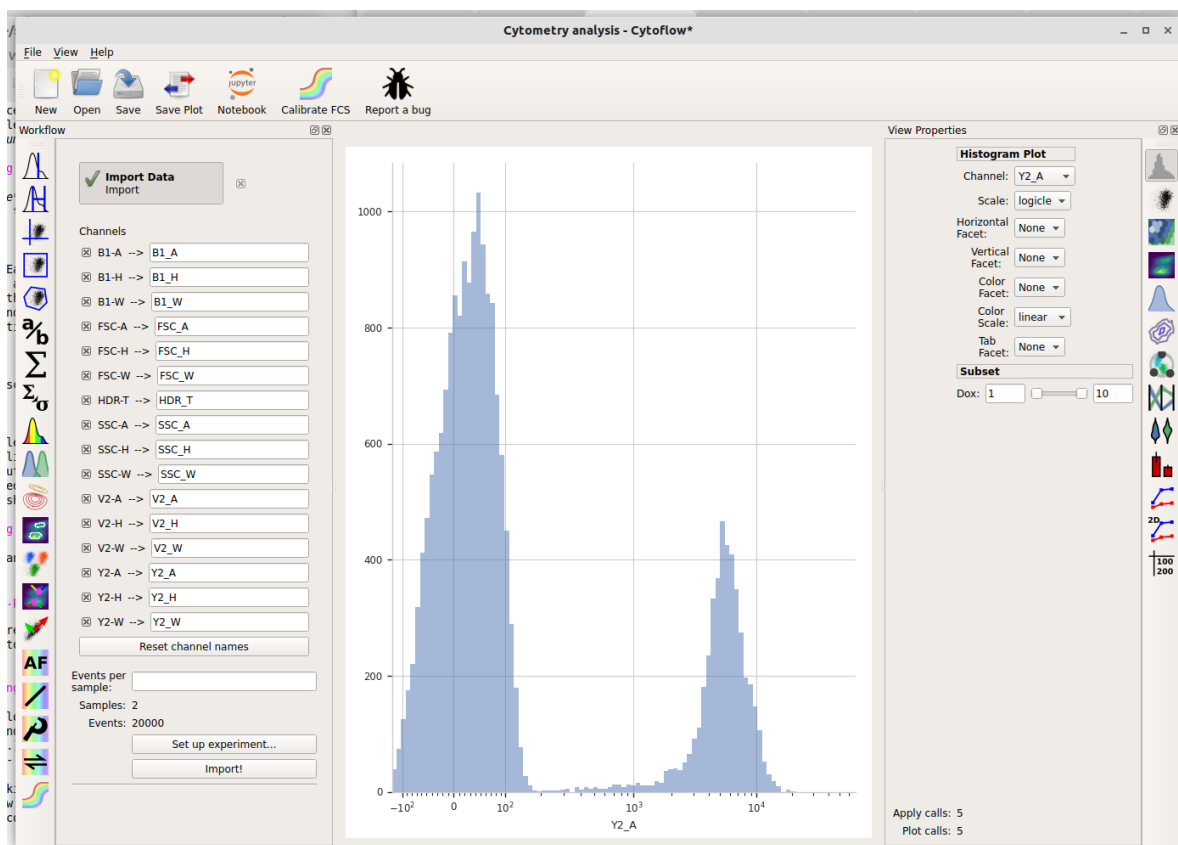 Cytometry analysis - Cytoflow*
File View Help
New Open Save Save Plot Notebook Calibrate FCS Report a bug
jupyter
Workflow
Import Data
Import
Channels
B1-A --> B1_A
B1-H --> B1_H
B1-W --> B1_W
FSC-A --> FSC_A
FSC-H --> FSC_H
FSC-W --> FSC_W
HDR-T --> HDR_T
SSC-A --> SSC_A
SSC-H --> SSC_H
SSC-W --> SSC_W
V2-A --> V2_A
V2-H --> V2_H
V2-W --> V2_W
Y2-A --> Y2_A
Y2-H --> Y2_H
Y2-W --> Y2_W
Reset channel names
Events per
sample:
Samples: 2
Events: 20000
Set up experiment...
Import!
a/b
Σ
Σ,σ
AF
1000
800
600
400
200
0
−10² 0 10² 10³ 10⁴
Y2_A
View Properties
Histogram Plot
Channel: Y2_A
Scale: logicle
Horizontal
Facet: None
Vertical
Facet: None
Color
Facet: None
Color
Scale: linear
Tab
Facet: None
Subset
Dox: 1 10
2D
100
200
Apply calls: 5
Plot calls: 5